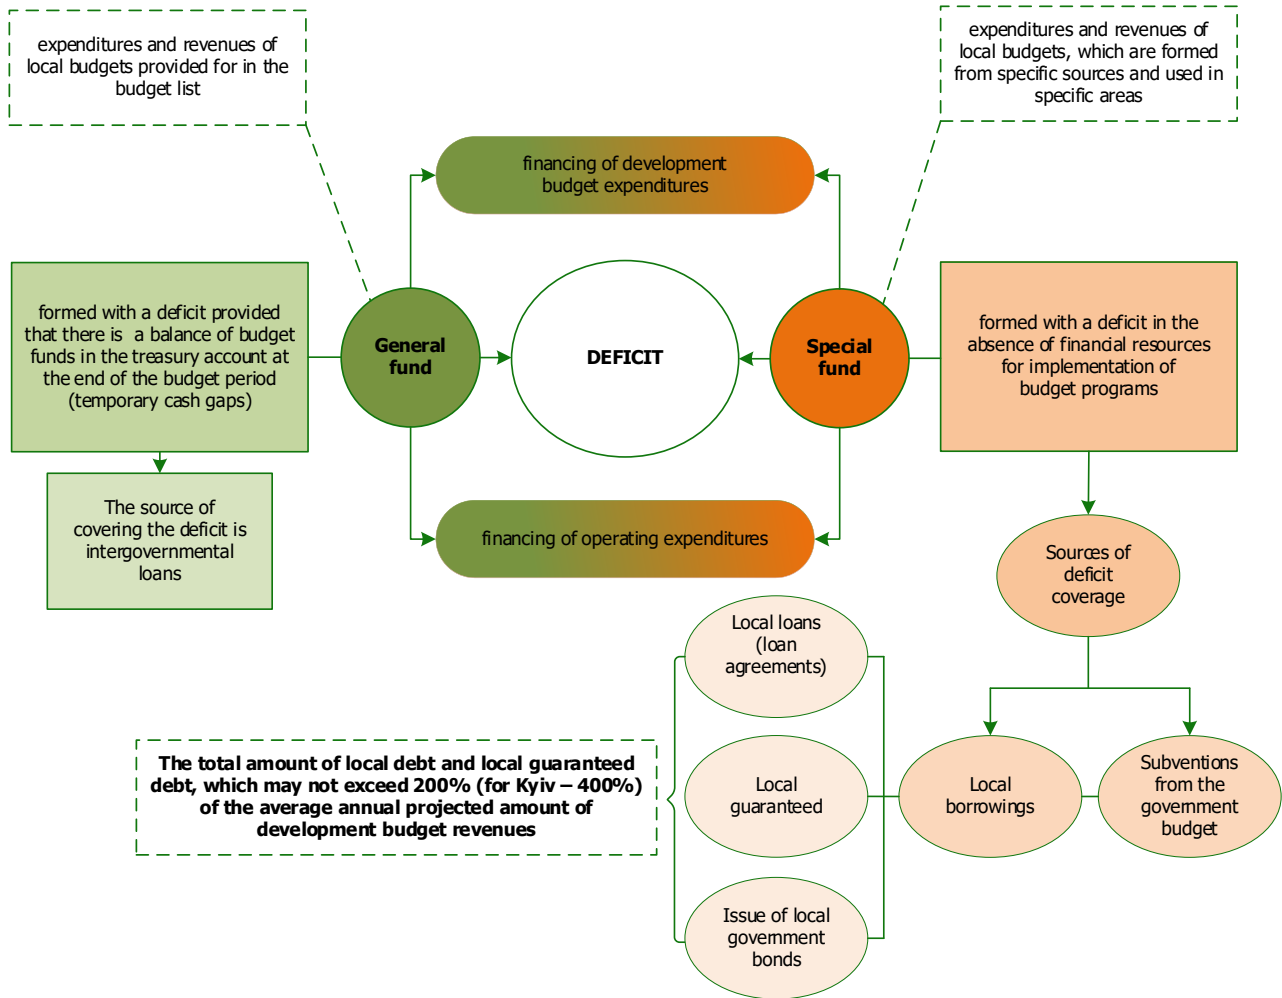 expenditures and revenues of
local budgets provided for in the
budget list
expenditures and revenues of
local budgets, which are formed
from specific sources and used in
specific areas
financing of development
budget expenditures
formed with a deficit provided
that there is a balance of budget
funds in the treasury account at
the end of the budget period
(temporary cash gaps)
General
fund
DEFICIT
Special
fund
formed with a deficit in the
absence of financial resources
for implementation of
budget programs
The source of
covering the deficit is
intergovernmental
loans
financing of operating expenditures
Sources of
deficit
coverage
Local loans
(loan
agreements)
The total amount of local debt and local guaranteed
debt, which may not exceed 200% (for Kyiv – 400%)
of the average annual projected amount of
development budget revenues
Local
guaranteed
Local
borrowings
Subventions
from the
government
budget
Issue of local
government
bonds